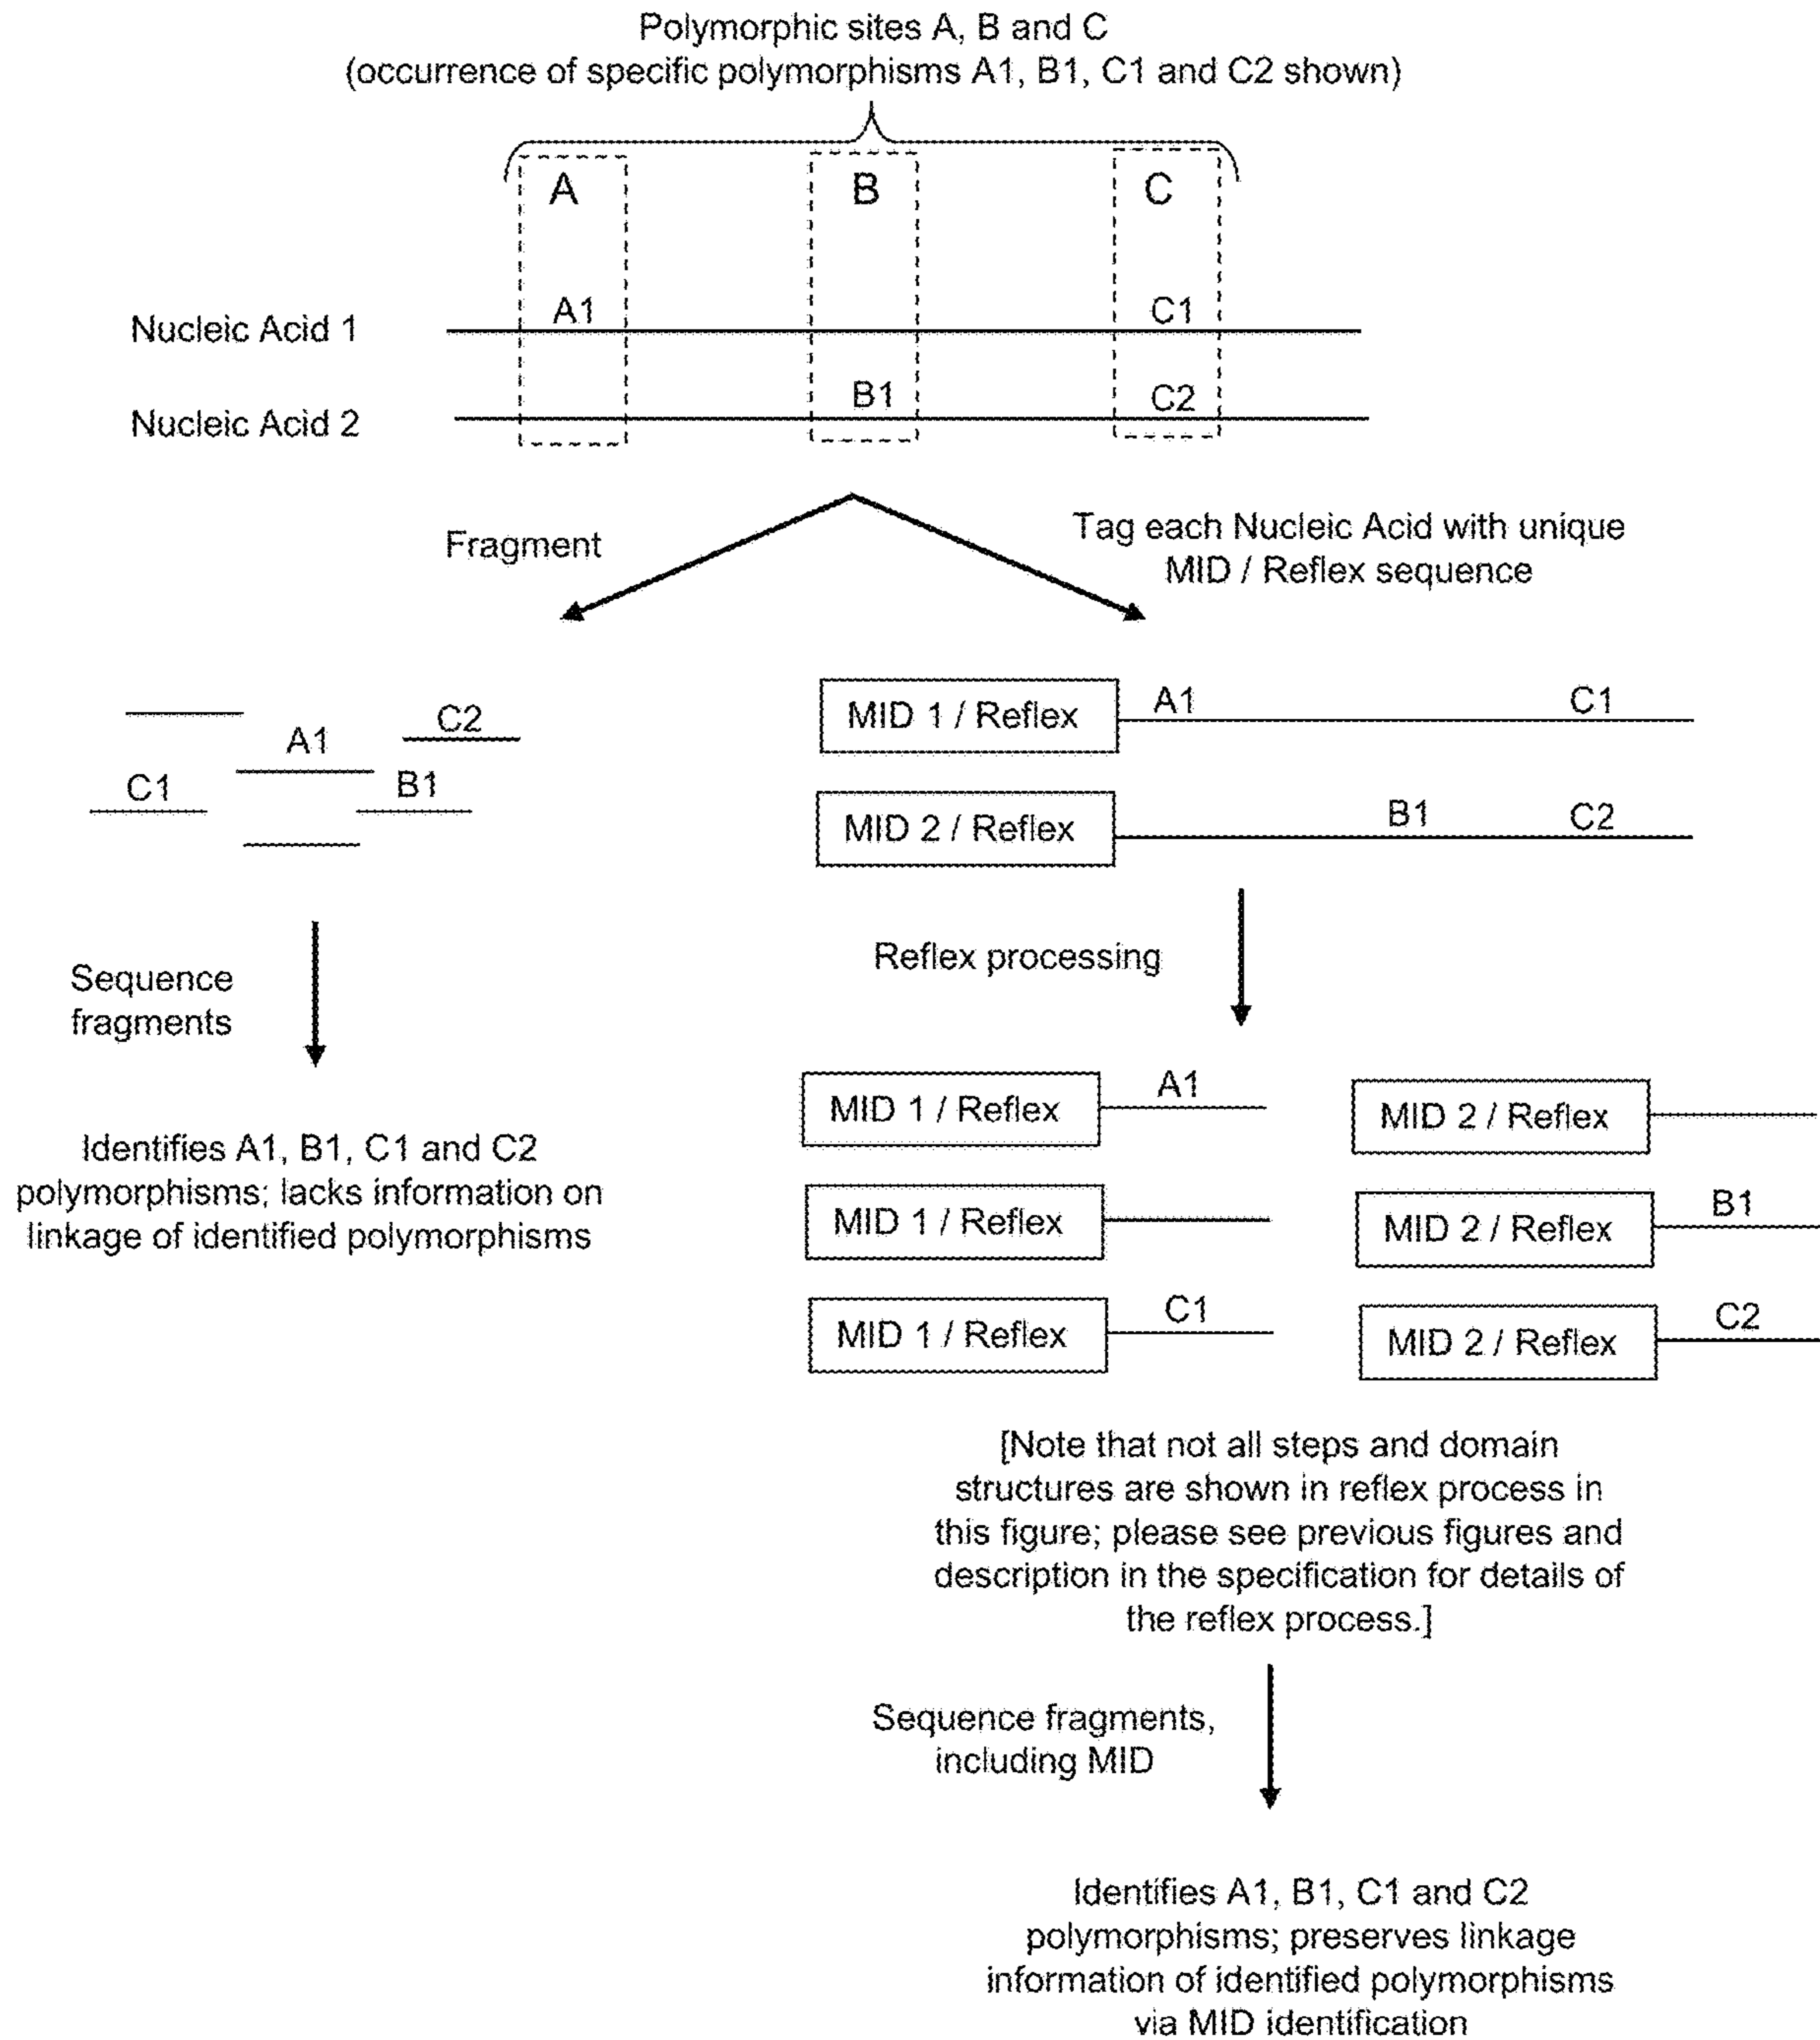 Polymorphic sites A, B and C
(occurrence of specific polymorphisms A1, B1, C1 and C2 shown)
A
B
C
A1
C1
Nucleic Acid 1
B1
C2
Nucleic Acid 2
Fragment
Tag each Nucleic Acid with unique
MID / Reflex sequence
C2
A1
C1
B1
MID 1 / Reflex
A1
C1
MID 2 / Reflex
B1
C2
Sequence
fragments
Reflex processing
Identifies A1, B1, C1 and C2
polymorphisms; lacks information on
linkage of identified polymorphisms
MID 1 / Reflex
A1
MID 2 / Reflex
MID 1 / Reflex
MID 2 / Reflex
B1
MID 1 / Reflex
C1
MID 2 / Reflex
C2
[Note that not all steps and domain
structures are shown in reflex process in
this figure; please see previous figures and
description in the specification for details of
the reflex process.]
Sequence fragments,
including MID
Identifies A1, B1, C1 and C2
polymorphisms; preserves linkage
information of identified polymorphisms
via MID identification